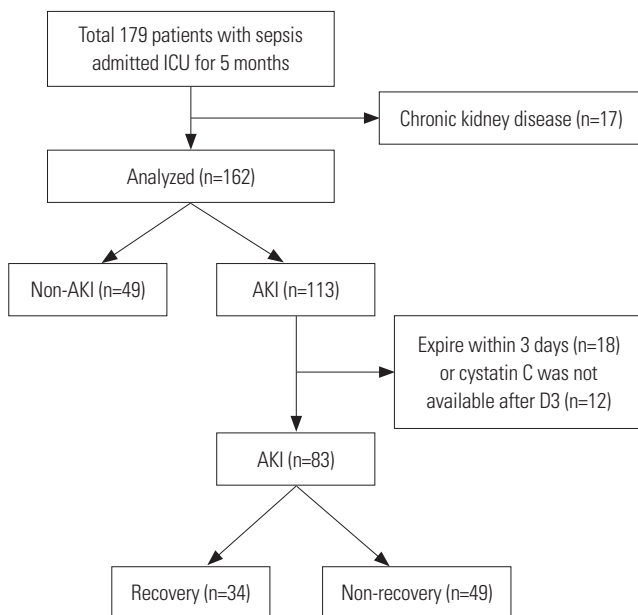 Total 179 patients with sepsis
admitted ICU for 5 months
Chronic kidney disease (n=17)
Analyzed (n=162)
Non-AKI (n=49)
AKI (n=113)
Expire within 3 days (n=18)
or cystatin C was not
available after D3 (n=12)
AKI (n=83)
Recovery (n=34)
Non-recovery (n=49)